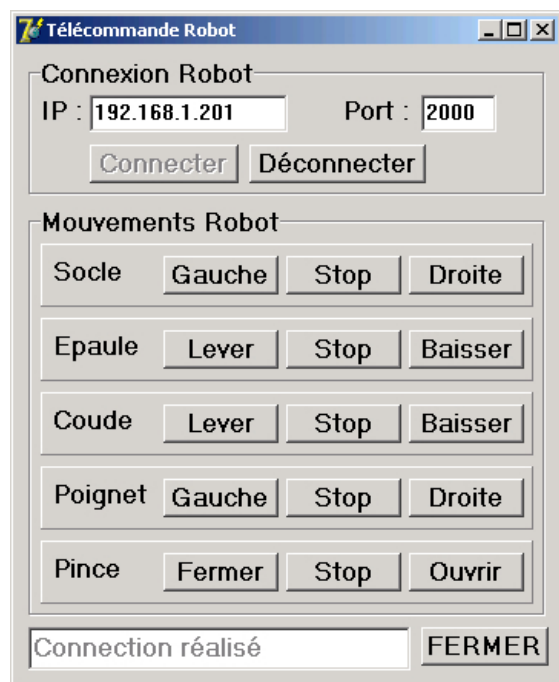 Télécommande Robot
Connexion Robot
IP : 192.168.1.201 Port : 2000
Connecter Déconnecter
Mouvements Robot
Socle Gauche Stop Droite
Epaule Lever Stop Baisser
Coude Lever Stop Baisser
Poignet Gauche Stop Droite
Pince Fermer Stop Ouvrir
Connection réalisé FERMER